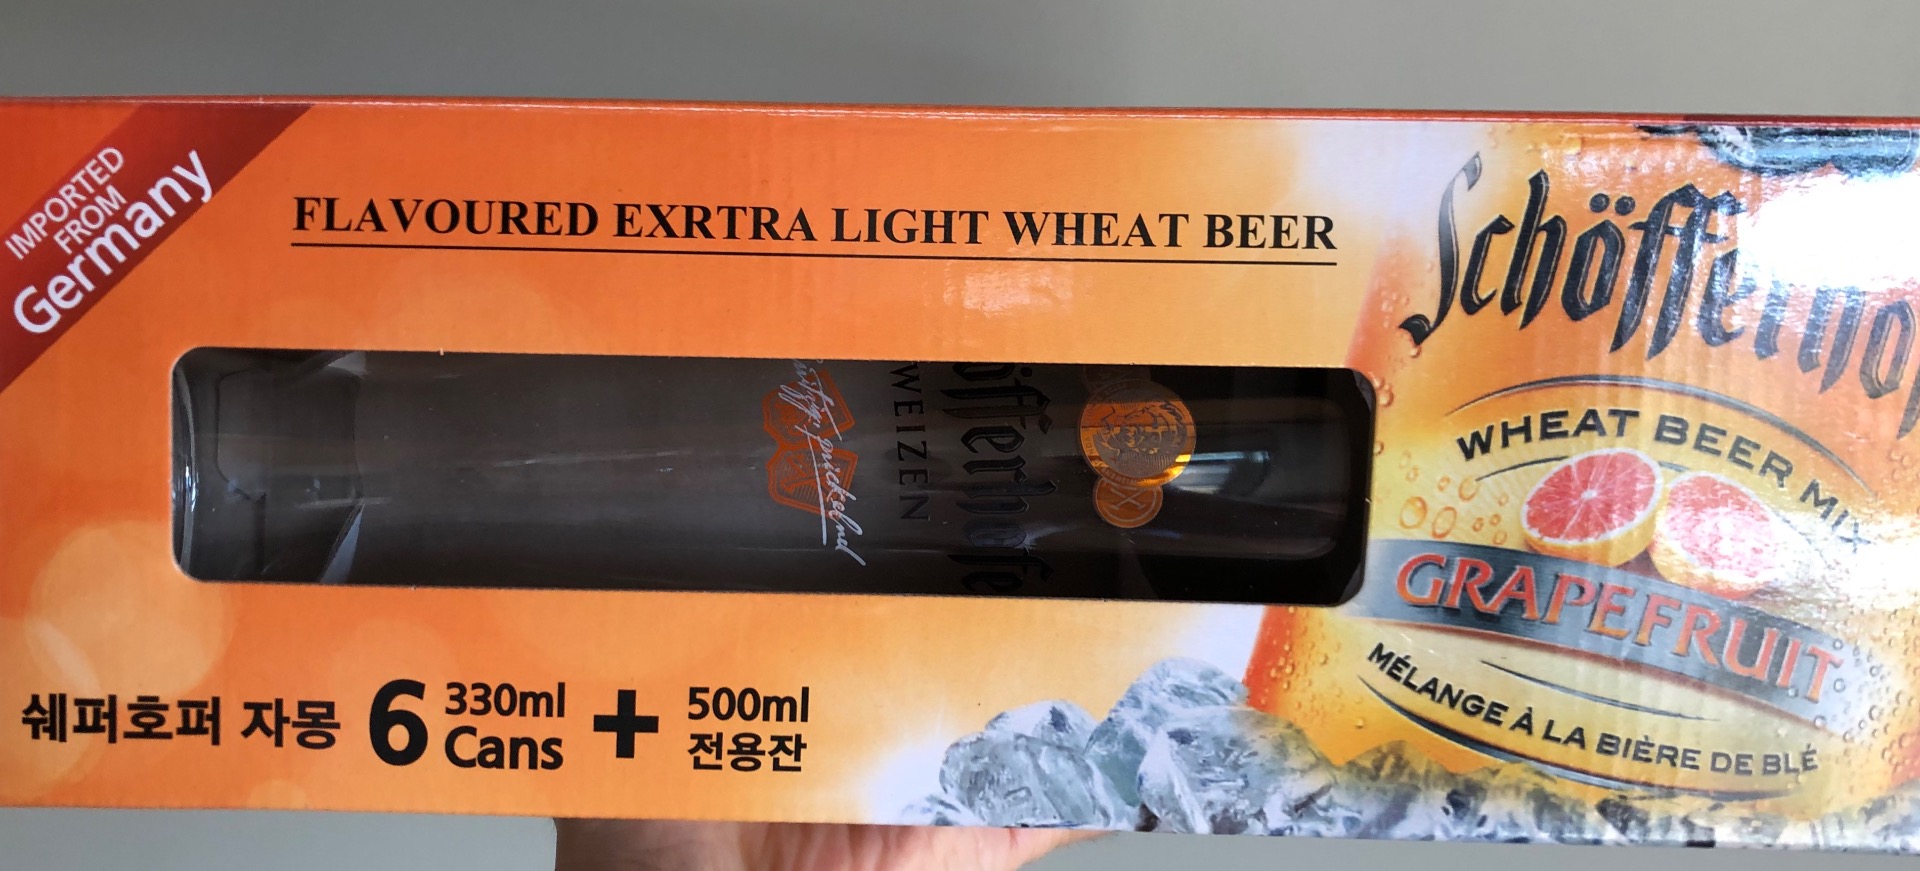 IMPORTED
FROM
Germany
FLAVOURED EXRTRA LIGHT WHEAT BEER
WHEAT BEER MIX
GRAPEFRUIT
MÉLANGE À LA BIÈRE DE BLÉ
WEIZEN
쉐퍼호퍼 자몽 6 330ml Cans + 500ml 전용잔